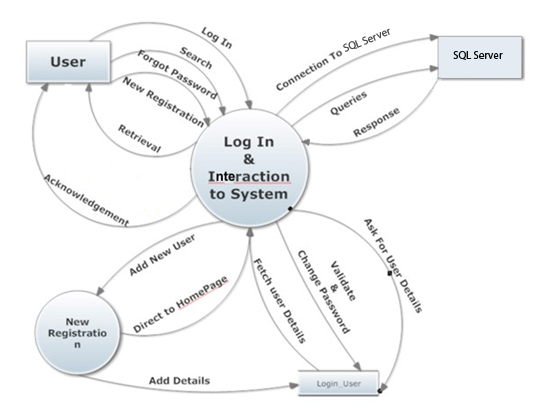 Log In
User
Search
Forgot Password
New Registration
Retrieval
Acknowledgement
Connection To SQL Server
SQL Server
Queries
Response
Log In
&
Interaction
to System
Add New User
Direct to HomePage
Fetch user Details
Validate
&
Change Password
Ask For User Details
New
Registratio
n
Add Details
Login_User